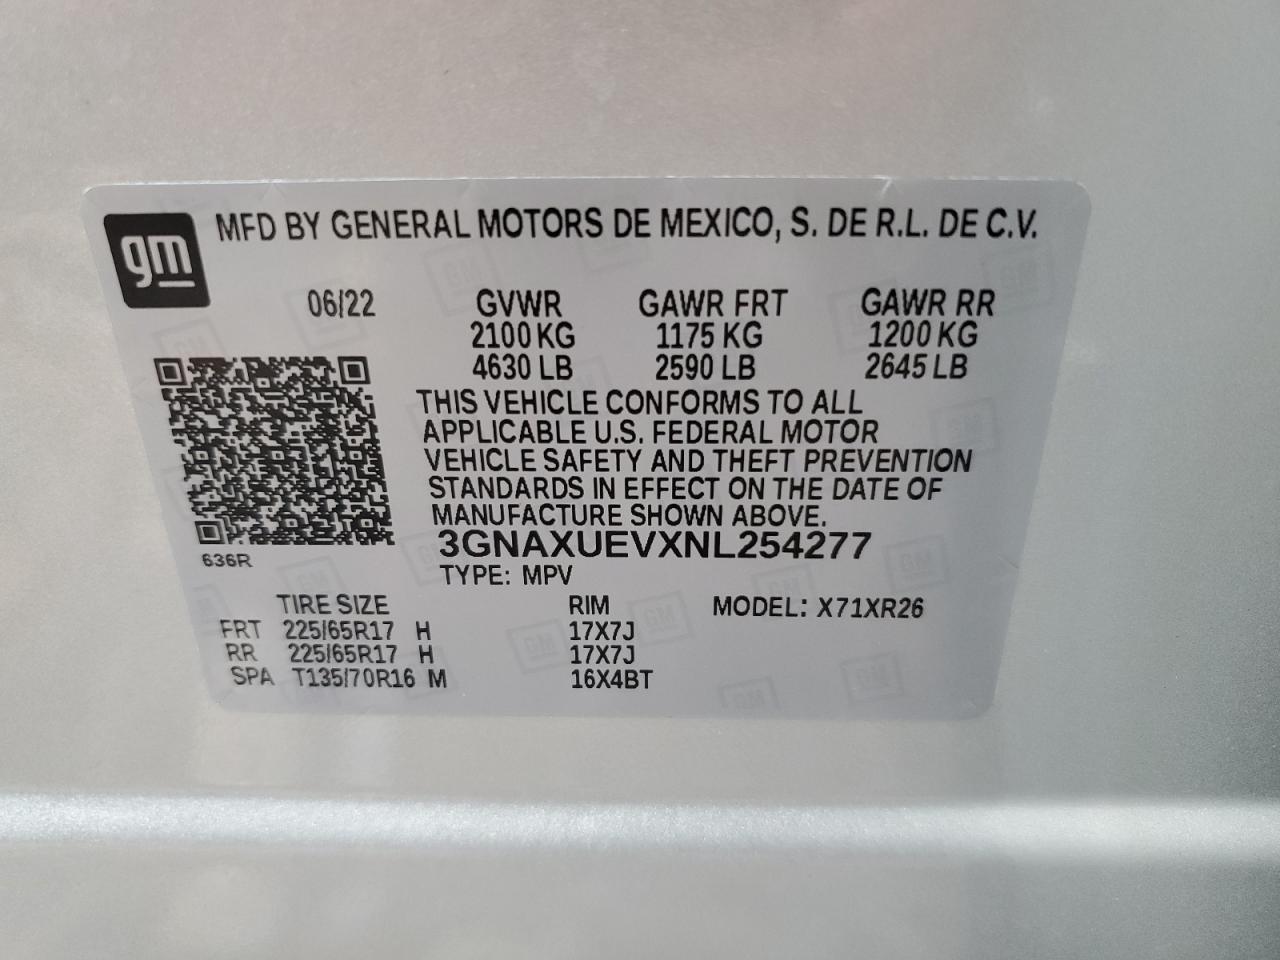 gm MFD BY GENERAL MOTORS DE MEXICO, S. DE R.L. DE C.V.
06/22 GVWR GAWR FRT GAWR RR
2100 KG 1175 KG 1200 KG
4630 LB 2590 LB 2645 LB
THIS VEHICLE CONFORMS TO ALL
APPLICABLE U.S. FEDERAL MOTOR
VEHICLE SAFETY AND THEFT PREVENTION
STANDARDS IN EFFECT ON THE DATE OF
MANUFACTURE SHOWN ABOVE.
3GNAXUEVXNL254277
636R
TYPE: MPV
TIRE SIZE RIM MODEL: X71XR26
FRT 225/65R17 H 17X7J
RR 225/65R17 H 17X7J
SPA T135/70R16 M 16X4BT